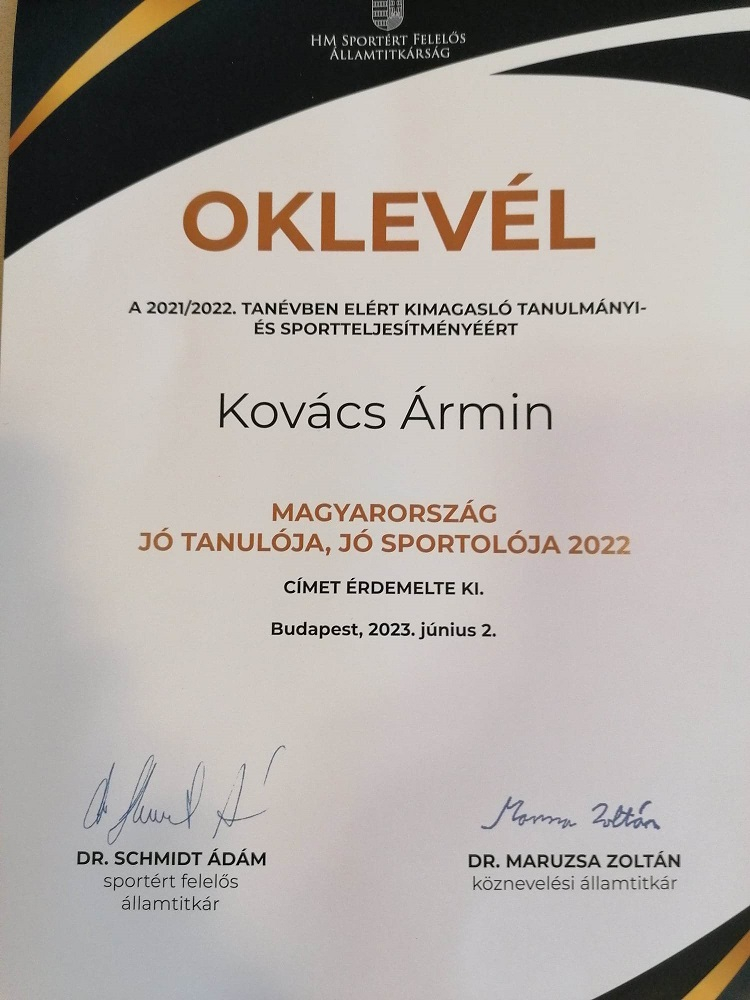 HM Sportért Felelős
Államtitkárság
OKLEVÉL
A 2021/2022. TANÉVBEN ELÉRT KIMAGASLÓ TANULMÁNYI-
ÉS SPORTTELJESÍTMÉNYÉÉRT
Kovács Ármin
MAGYARORSZÁG
JÓ TANULÓJA, JÓ SPORTOLÓJA 2022
CÍMET ÉRDEMELTE KI.
Budapest, 2023. június 2.
DR. SCHMIDT ÁDÁM
sportért felelős
államtitkár
Zoltán
DR. MARUZSA ZOLTÁN
köznevelési államtitkár